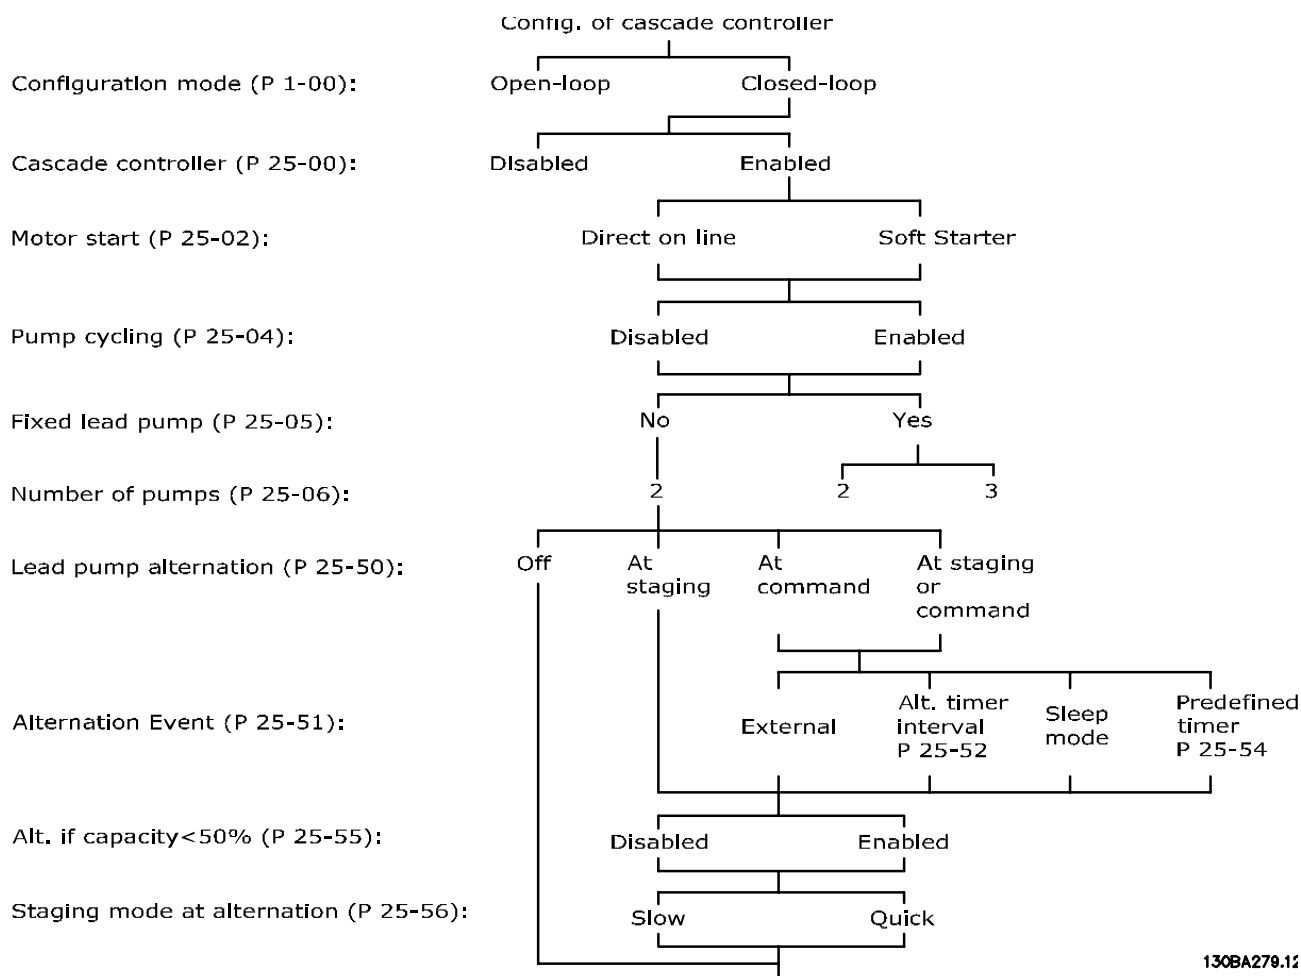 Config. of cascade controller
Configuration mode (P 1-00): Open-loop Closed-loop
Cascade controller (P 25-00): Disabled Enabled
Motor start (P 25-02): Direct on line Soft Starter
Pump cycling (P 25-04): Disabled Enabled
Fixed lead pump (P 25-05): No Yes
Number of pumps (P 25-06): 2 2 3
Lead pump alternation (P 25-50): Off At staging At command At staging or command
Alternation Event (P 25-51): External Alt. timer interval P 25-52 Sleep mode Predefined timer P 25-54
Alt. if capacity<50% (P 25-55): Disabled Enabled
Staging mode at alternation (P 25-56): Slow Quick
130BA279.12